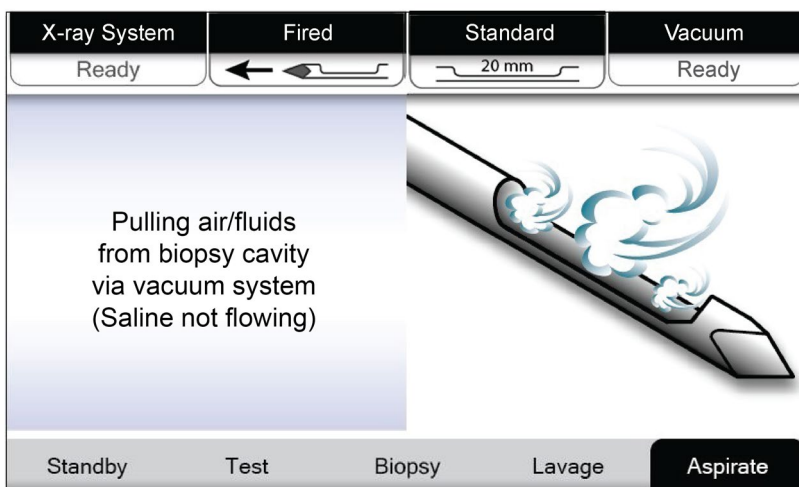 X-ray System Fired Standard Vacuum
Ready 20 mm Ready
Pulling air/fluids
from biopsy cavity
via vacuum system
(Saline not flowing)
Standby Test Biopsy Lavage Aspirate